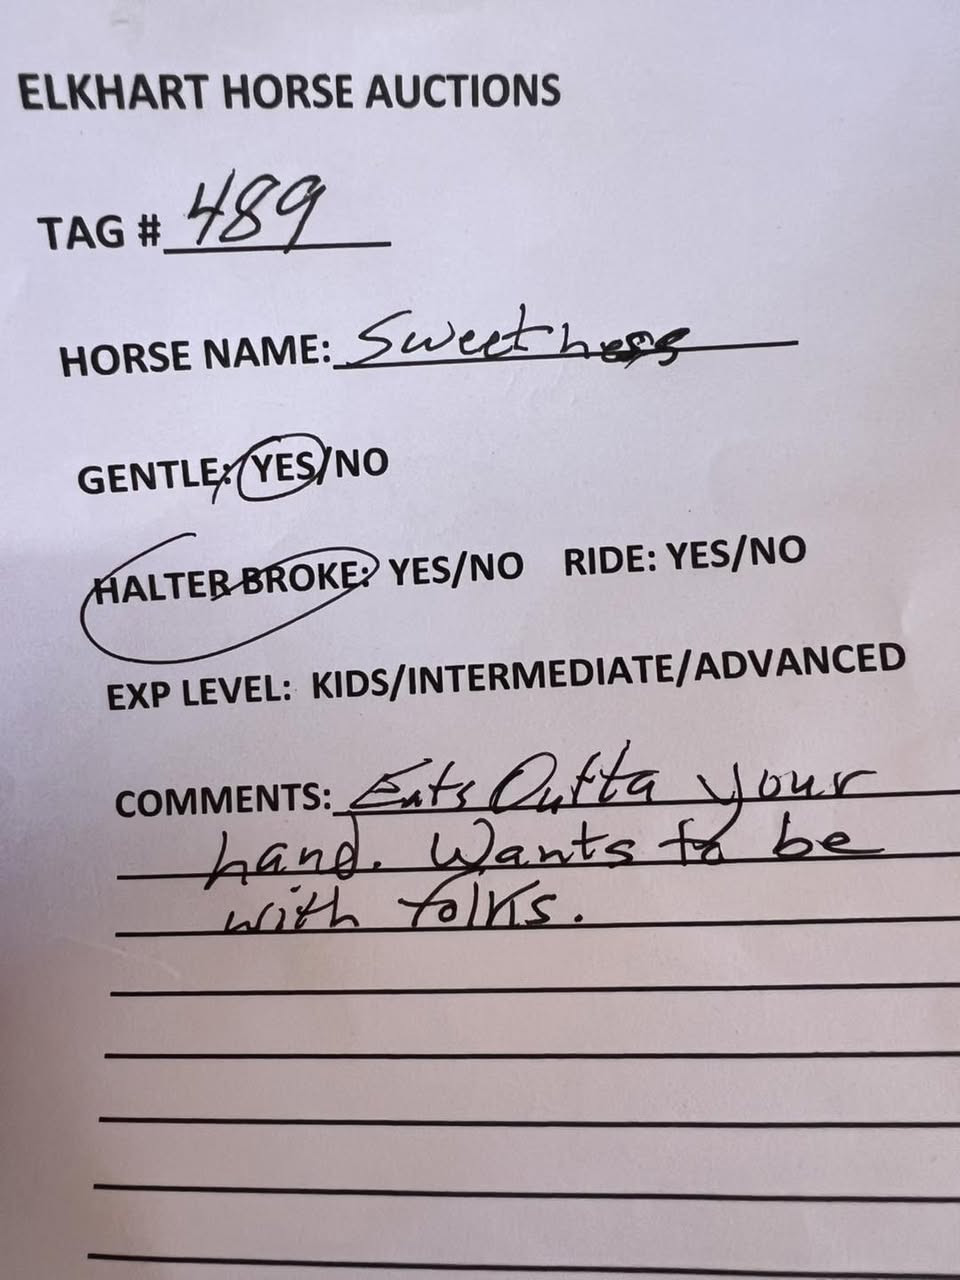 ELKHART HORSE AUCTIONS
TAG # 489
HORSE NAME: Sweethess
GENTLE: YES/NO
HALTER BROKE: YES/NO RIDE: YES/NO
EXP LEVEL: KIDS/INTERMEDIATE/ADVANCED
COMMENTS: Eats Outta your
hand. Wants to be
with folks.